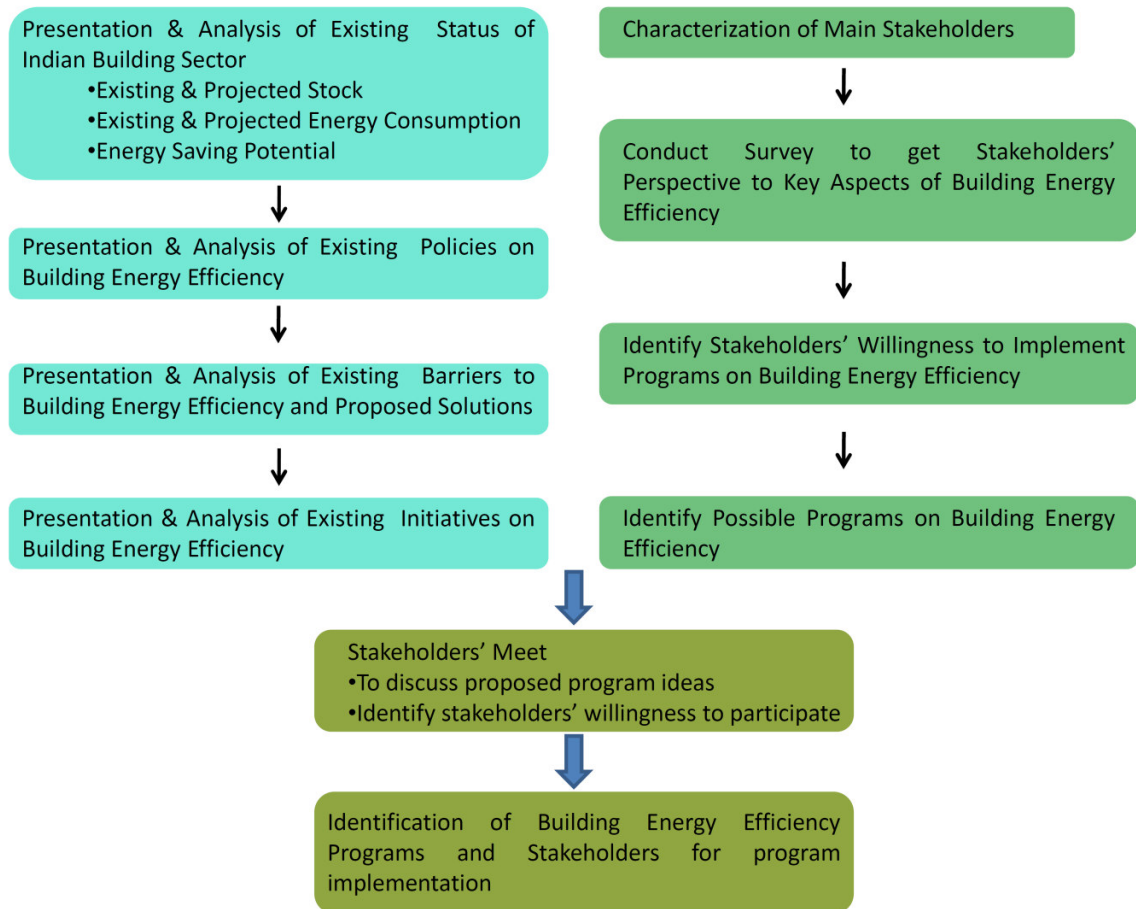 Presentation & Analysis of Existing Status of
Indian Building Sector
•Existing & Projected Stock
•Existing & Projected Energy Consumption
•Energy Saving Potential
Presentation & Analysis of Existing Policies on
Building Energy Efficiency
Presentation & Analysis of Existing Barriers to
Building Energy Efficiency and Proposed Solutions
Presentation & Analysis of Existing Initiatives on
Building Energy Efficiency
Characterization of Main Stakeholders
Conduct Survey to get Stakeholders’
Perspective to Key Aspects of Building Energy
Efficiency
Identify Stakeholders’ Willingness to Implement
Programs on Building Energy Efficiency
Identify Possible Programs on Building Energy
Efficiency
Stakeholders’ Meet
•To discuss proposed program ideas
•Identify stakeholders’ willingness to participate
Identification of Building Energy Efficiency
Programs and Stakeholders for program
implementation